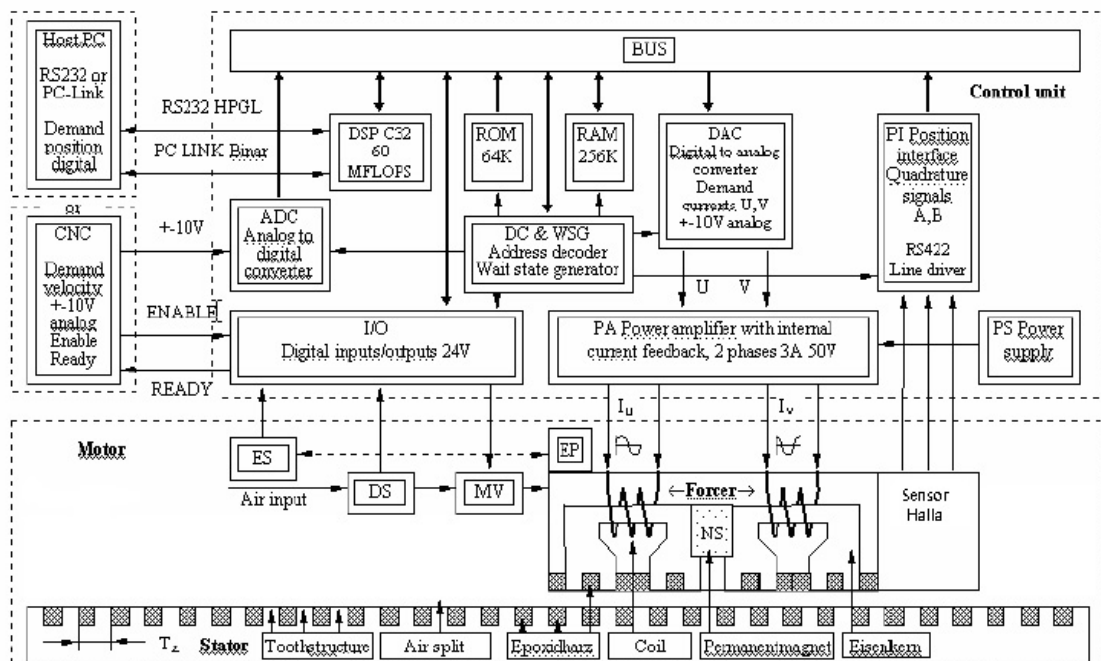 Host PC
RS232 or
PC-Link
Demand
position
digital
or
CNC
Demand
velocity
+-10V
analog
Enable
Ready
RS232 HPGL
PC LINK Binar
+-10V
ENABLE
READY
BUS
Control unit
DSP C32
60
MFLOPS
ROM
64K
RAM
256K
DAC
Digital to analog
converter
Demand
currents U,V
+-10V analog
PI Position
interface
Quadrature
signals
A,B
RS422
Line driver
ADC
Analog to
digital
converter
DC & WSG
Address decoder
Wait state generator
U
V
I/O
Digital inputs/outputs 24V
PA Power amplifier with internal
current feedback, 2 phases 3A 50V
PS Power
supply
Iu
Iv
Motor
ES
EP
Air input
DS
MV
←Forcer→
NS
Sensor
Halla
Tz
Stator
Toothstructure
Air split
Epoxidharz
Coil
Permanentmagnet
Eisenkern